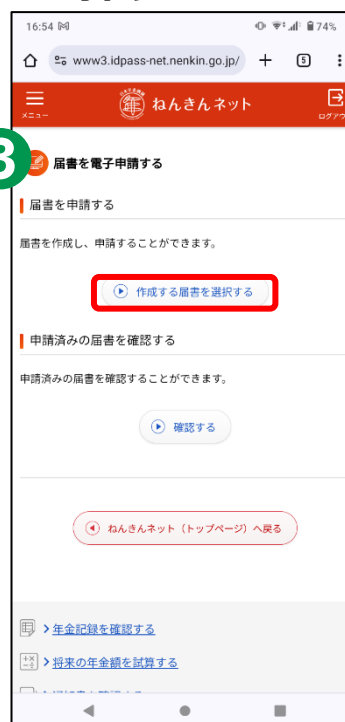 16:54
74%
www3.idpass-net.nenkin.go.jp/
5
メニュー
ねんきんネット
ログアウ
3
届書を電子申請する
届書を申請する
届書を作成し、申請することができます。
作成する届書を選択する
申請済みの届書を確認する
申請済みの届書を確認することができます。
確認する
ねんきんネット（トップページ）へ戻る
年金記録を確認する
将来の年金額を試算する